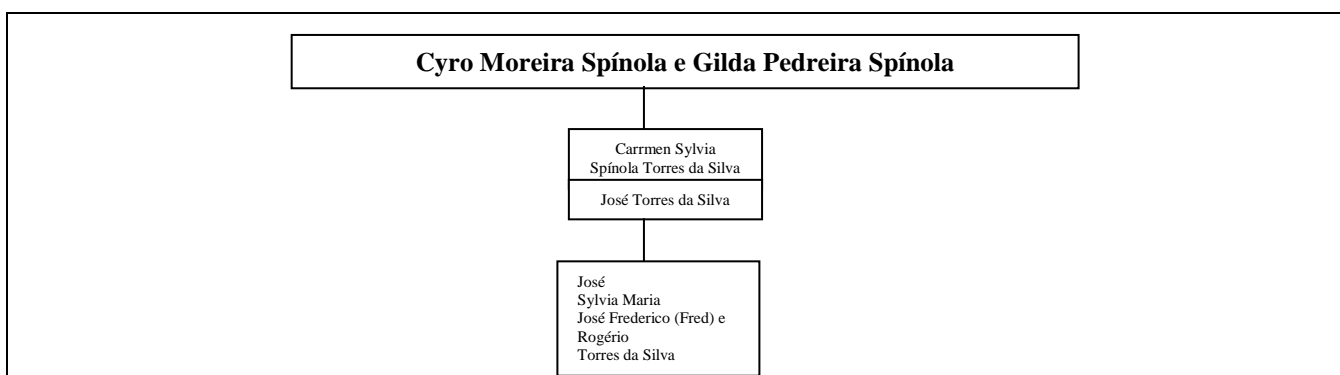 Cyro Moreira Spínola e Gilda Pedreira Spínola
Carrmen Sylvia
Spínola Torres da Silva
José Torres da Silva
José
Sylvia Maria
José Frederico (Fred) e
Rogério
Torres da Silva